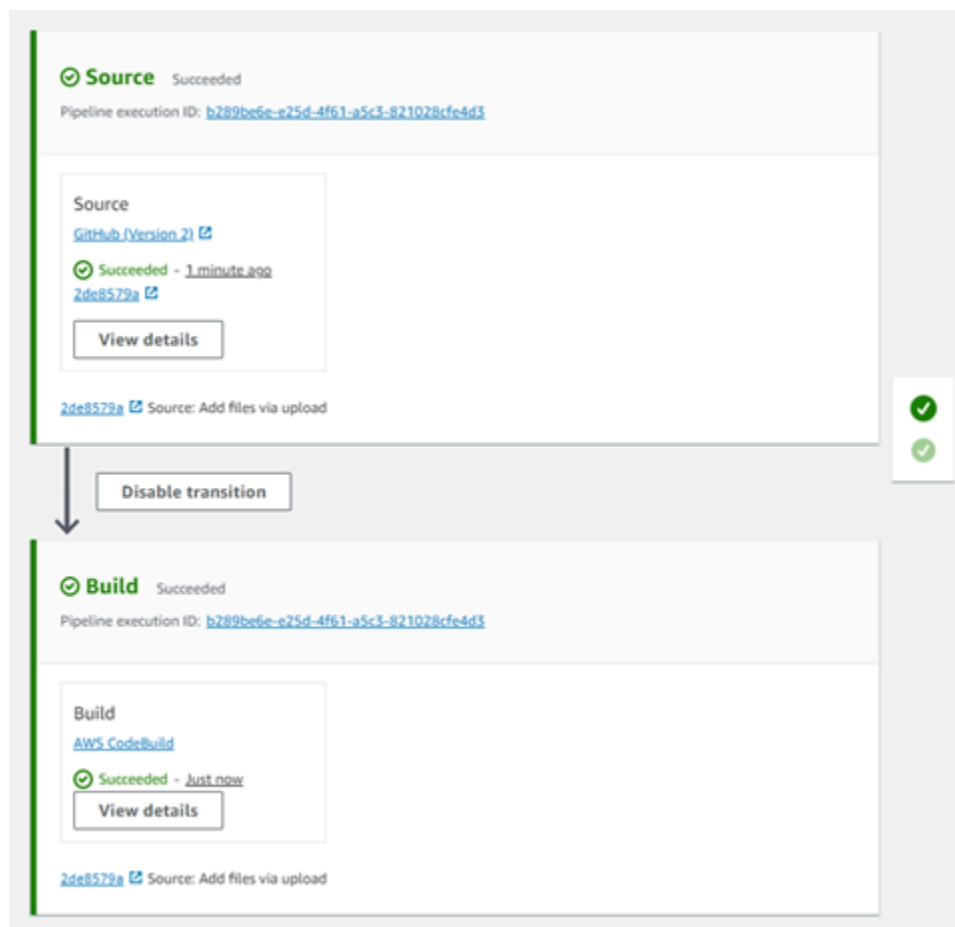 Source Succeeded
Pipeline execution ID: b289be6e-e25d-4f61-a5c3-821028cfe4d3
Source
GitHub (Version 2)
Succeeded - 1 minute ago
2de8579a
View details
2de8579a Source: Add files via upload
Disable transition
Build Succeeded
Pipeline execution ID: b289be6e-e25d-4f61-a5c3-821028cfe4d3
Build
AWS CodeBuild
Succeeded - Just now
View details
2de8579a Source: Add files via upload